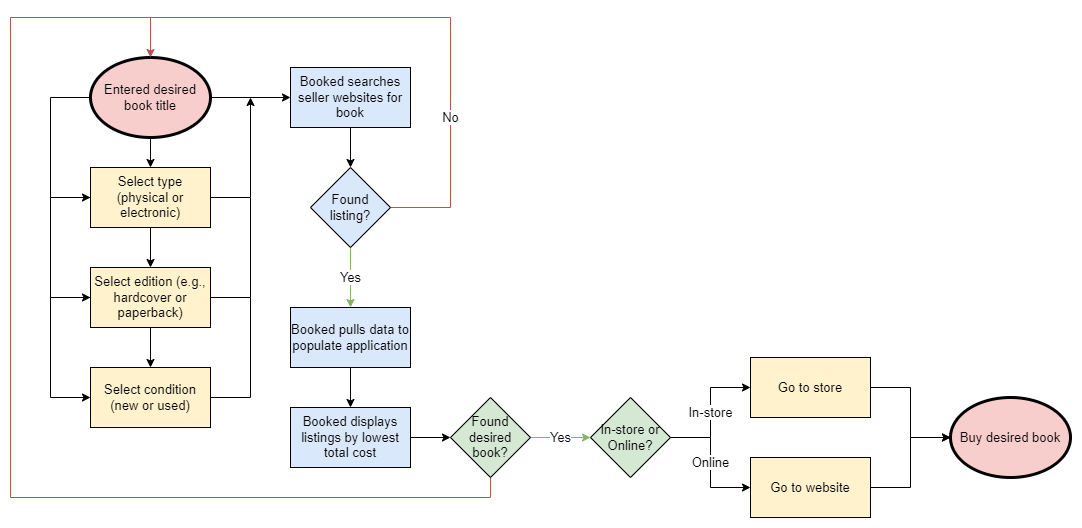 Entered desired
book title
Select type
(physical or
electronic)
Select edition (e.g.,
hardcover or
paperback)
Select condition
(new or used)
Booked searches
seller websites for
book
Found
listing?
No
Yes
Booked pulls data to
populate application
Booked displays
listings by lowest
total cost
Found
desired
book?
Yes
In-store or
Online?
In-store
Online
Go to store
Go to website
Buy desired book